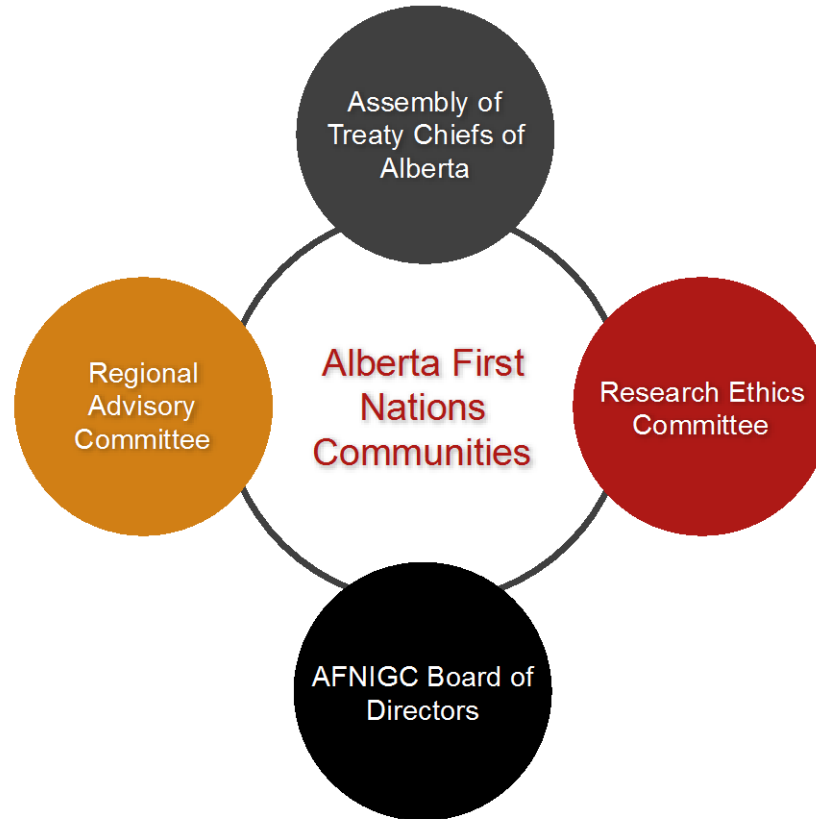 Assembly of
Treaty Chiefs of
Alberta
Regional
Advisory
Committee
Alberta First
Nations
Communities
Research Ethics
Committee
AFNIGC Board of
Directors